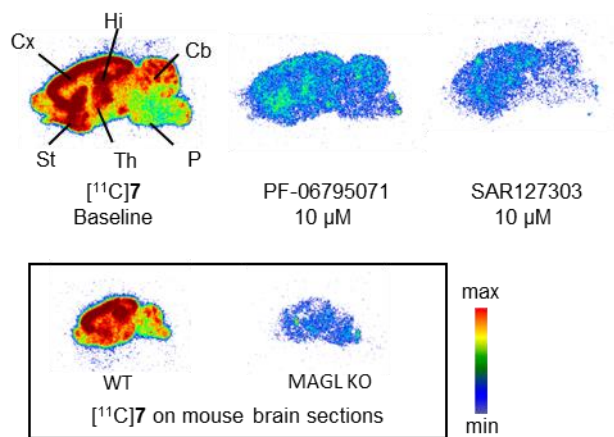 Hi
Cx
Cb
St
Th
P
[¹¹C]7
Baseline
PF-06795071
10 µM
SAR127303
10 µM
WT
MAGL KO
[¹¹C]7 on mouse brain sections
max
min